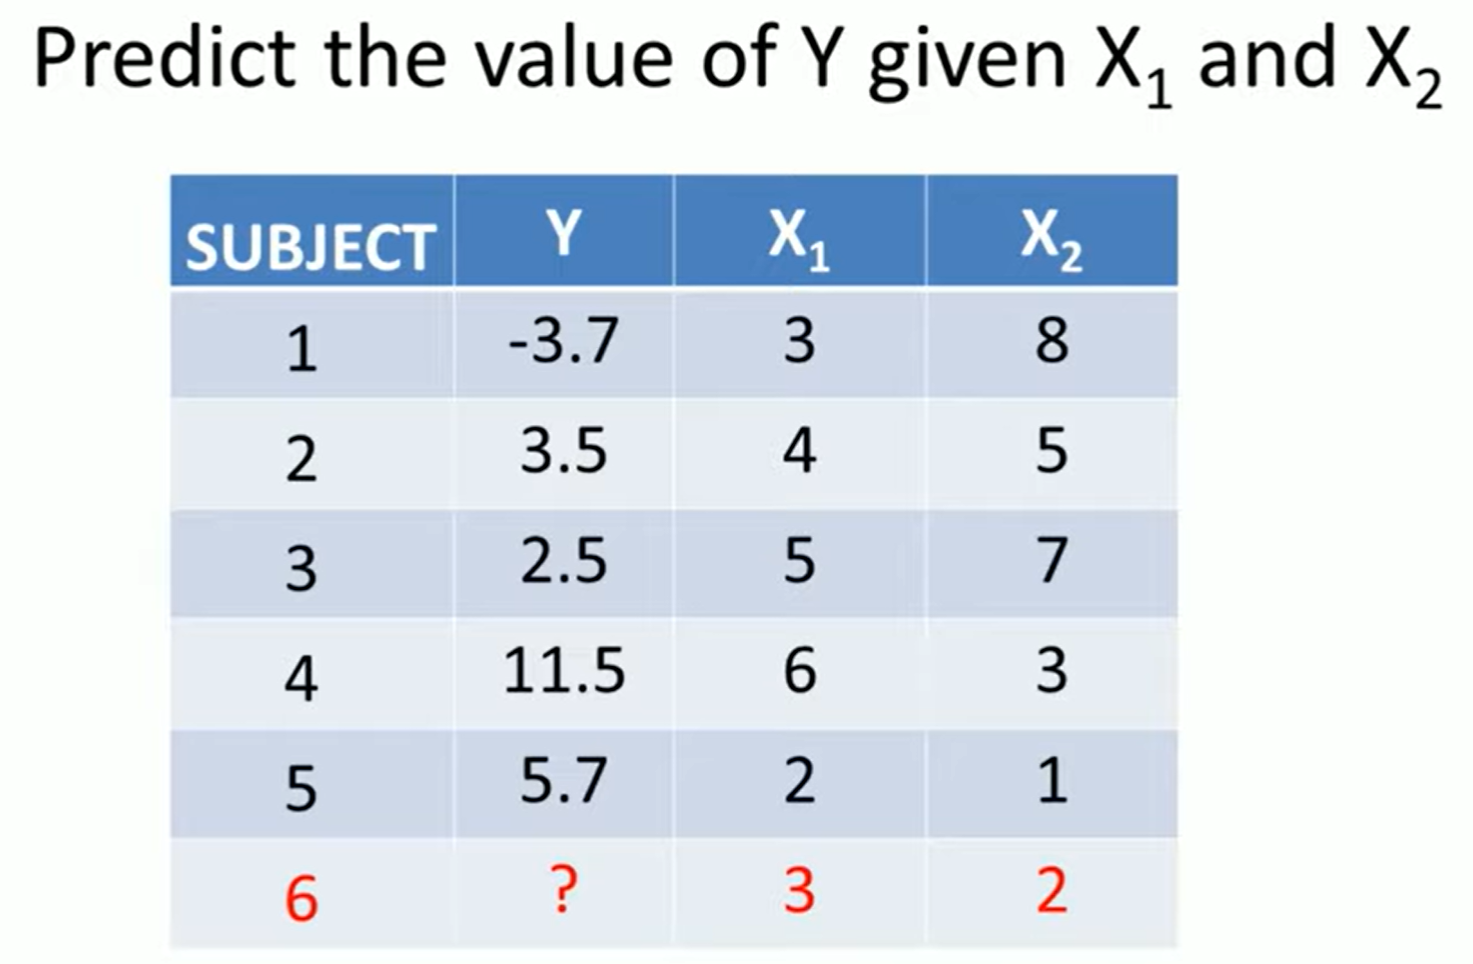 Predict the value of Y given X₁ and X₂
SUBJECT Y X₁ X₂
1 -3.7 3 8
2 3.5 4 5
3 2.5 5 7
4 11.5 6 3
5 5.7 2 1
6 ? 3 2